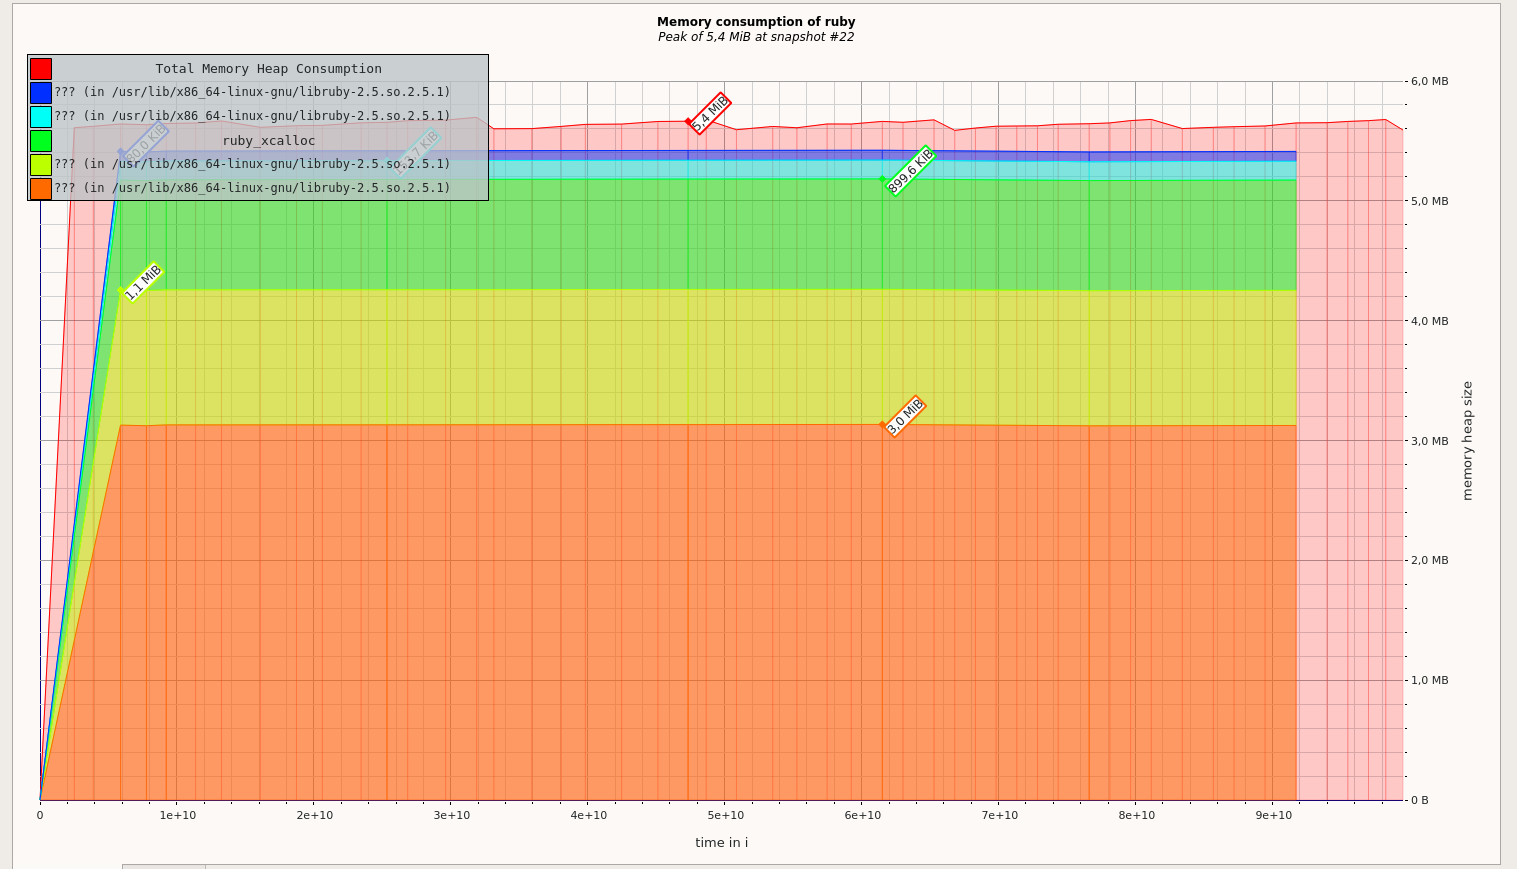 Memory consumption of ruby
Peak of 5,4 MiB at snapshot #22
Total Memory Heap Consumption
??? (in /usr/lib/x86_64-linux-gnu/libruby-2.5.so.2.5.1)
??? (in /usr/lib/x86_64-linux-gnu/libruby-2.5.so.2.5.1)
ruby_xcalloc
??? (in /usr/lib/x86_64-linux-gnu/libruby-2.5.so.2.5.1)
??? (in /usr/lib/x86_64-linux-gnu/libruby-2.5.so.2.5.1)
5,4 MiB
KiB
KiB
899,6 KiB
1,1 MiB
3,0 MiB
6,0 MB
5,0 MB
4,0 MB
3,0 MB
2,0 MB
1,0 MB
0 B
memory heap size
0 1e+10 2e+10 3e+10 4e+10 5e+10 6e+10 7e+10 8e+10 9e+10
time in i